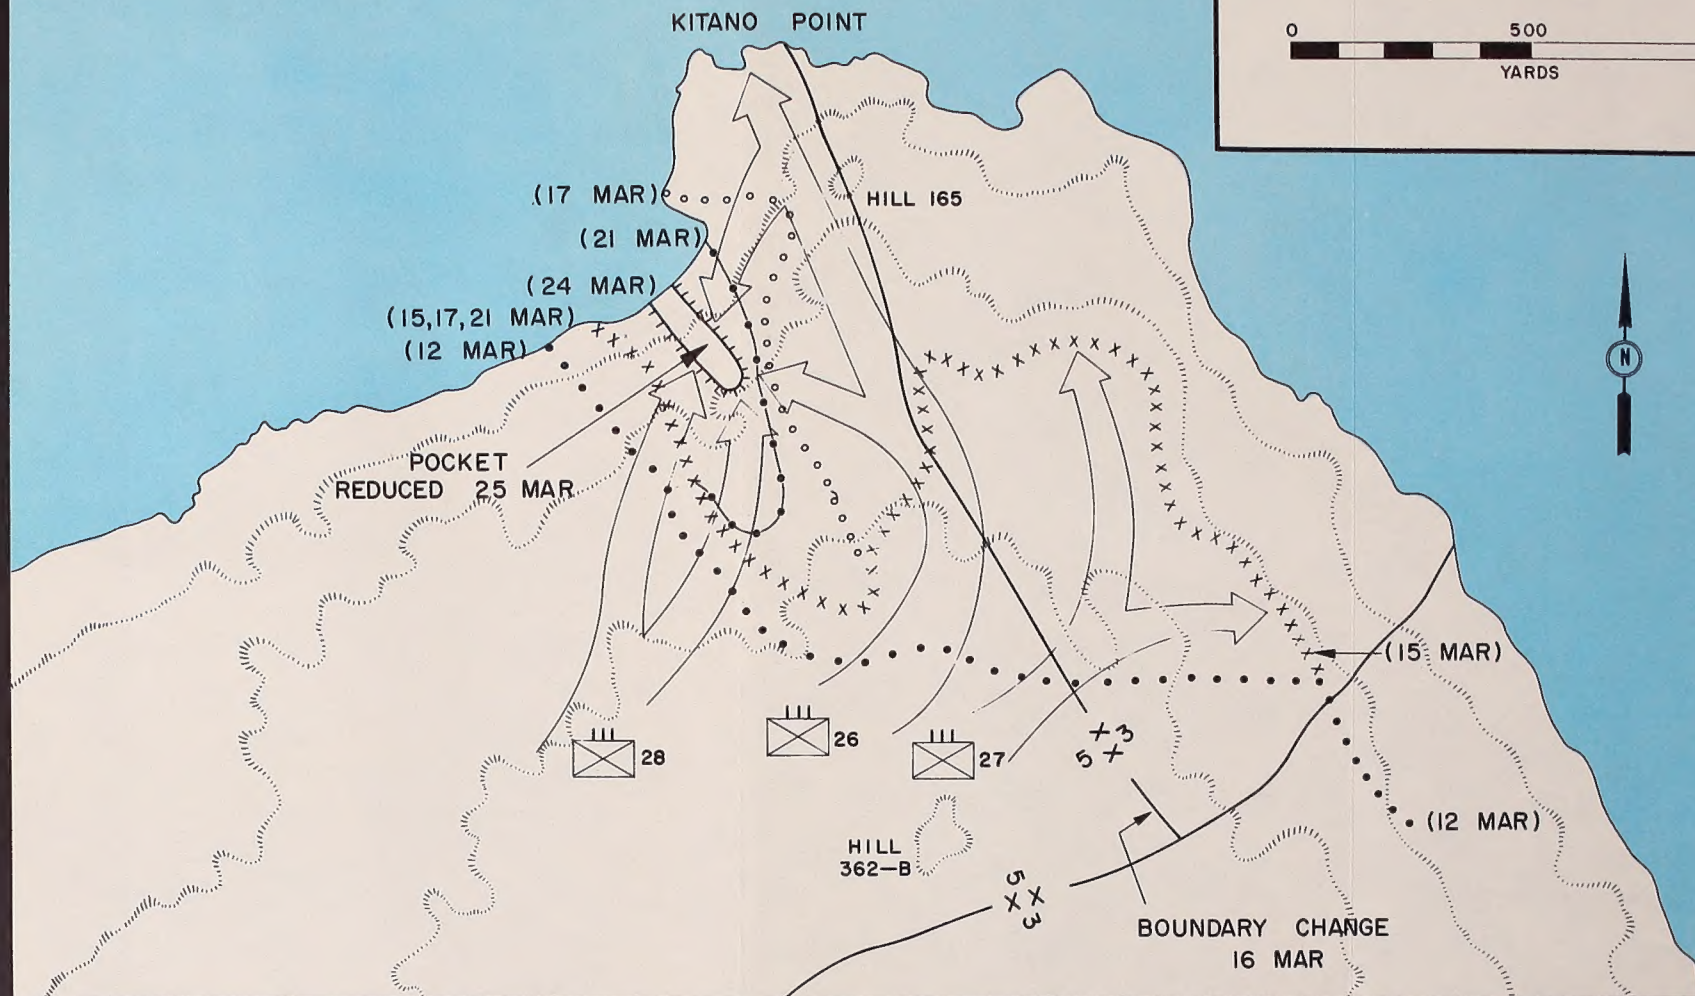 KITANO POINT
0 500
YARDS
(17 MAR)
HILL 165
(21 MAR)
(24 MAR)
(15,17,21 MAR)
(12 MAR)
N
POCKET
REDUCED 25 MAR
(15 MAR)
28
26
27
X 3
5 X
(12 MAR)
HILL
362-B
5 X
X 3
BOUNDARY CHANGE
16 MAR